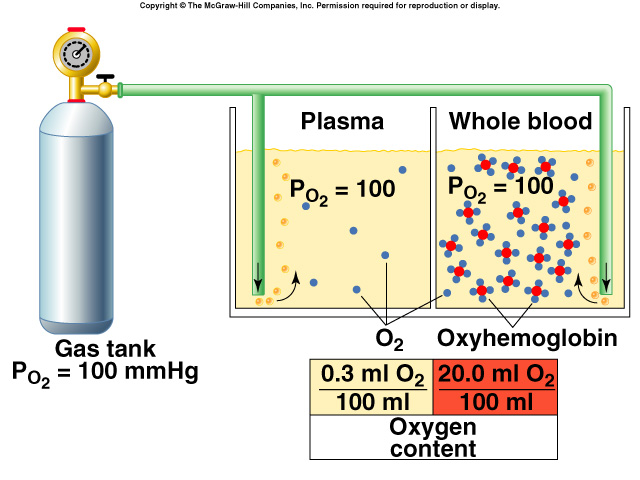 Copyright © The McGraw-Hill Companies, Inc. Permission required for reproduction or display.
Plasma
Whole blood
PO₂ = 100
PO₂ = 100
O₂
Oxyhemoglobin
Gas tank
PO₂ = 100 mmHg
0.3 ml O₂
100 ml
20.0 ml O₂
100 ml
Oxygen
content